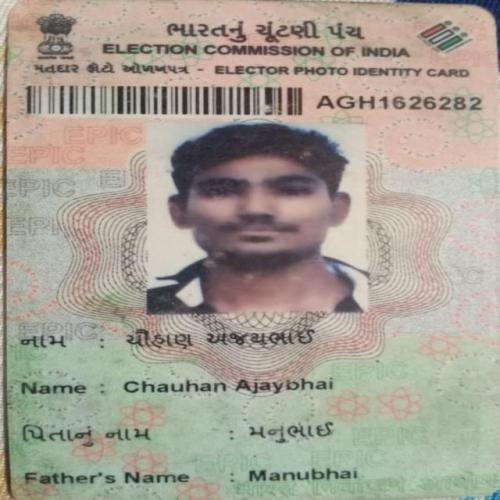 ભારતનું ચૂંટણી પંચ
ELECTION COMMISSION OF INDIA
મતદાર ફોટો ઓળખપત્ર - ELECTOR PHOTO IDENTITY CARD
AGH1626282
નામ : ચૌહાણ અજયભાઈ
Name : Chauhan Ajaybhai
પિતાનું નામ : મનુભાઈ
Father's Name : Manubhai